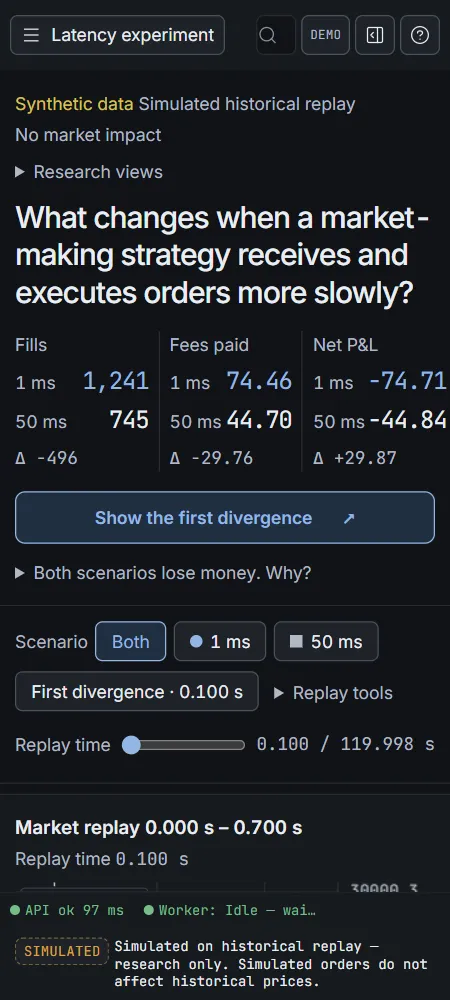 Latency experiment
DEMO
Synthetic data Simulated historical replay
No market impact
Research views
What changes when a market-
making strategy receives and
executes orders more slowly?
Fills Fees paid Net P&L
1 ms 1,241 1 ms 74.46 1 ms -74.71
50 ms 745 50 ms 44.70 50 ms -44.84
Δ -496 Δ -29.76 Δ +29.87
Show the first divergence ↗
Both scenarios lose money. Why?
Scenario Both 1 ms 50 ms
First divergence · 0.100 s Replay tools
Replay time 0.100 / 119.998 s
Market replay 0.000 s – 0.700 s
Replay time 0.100 s
API ok 97 ms Worker: Idle — wai…
SIMULATED Simulated on historical replay —
research only. Simulated orders do not
affect historical prices.